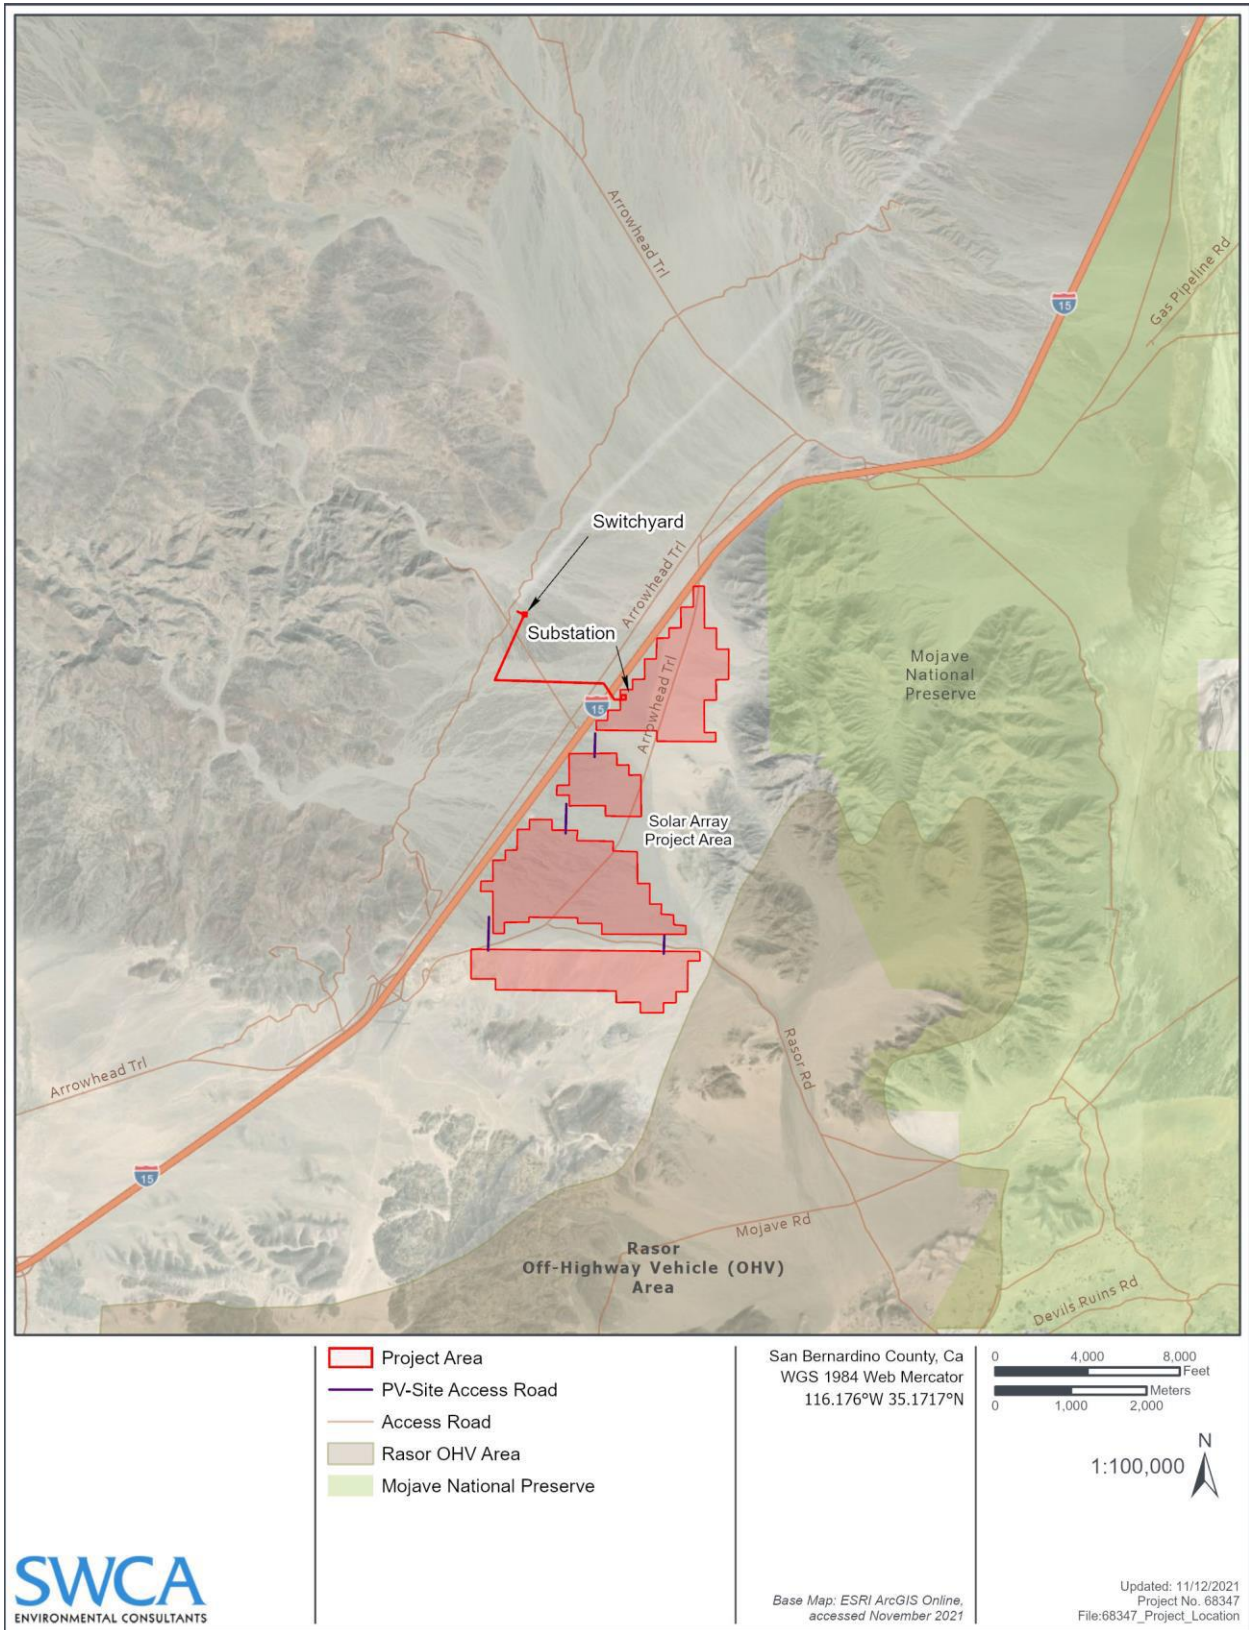 Arrowhead Trl
Gas Pipeline Rd
15
Switchyard
Arrowhead Trl
Substation
Mojave
National
Preserve
15
Arrowhead Trl
Solar Array
Project Area
Rasor Rd
Arrowhead Trl
15
Mojave Rd
Rasor
Off-Highway Vehicle (OHV)
Area
Devils Ruins Rd
Project Area
PV-Site Access Road
Access Road
Rasor OHV Area
Mojave National Preserve
San Bernardino County, Ca
WGS 1984 Web Mercator
116.176°W 35.1717°N
0 4,000 8,000
Feet
Meters
0 1,000 2,000
N
1:100,000
SWCA
ENVIRONMENTAL CONSULTANTS
Base Map: ESRI ArcGIS Online,
accessed November 2021
Updated: 11/12/2021
Project No. 68347
File:68347_Project_Location